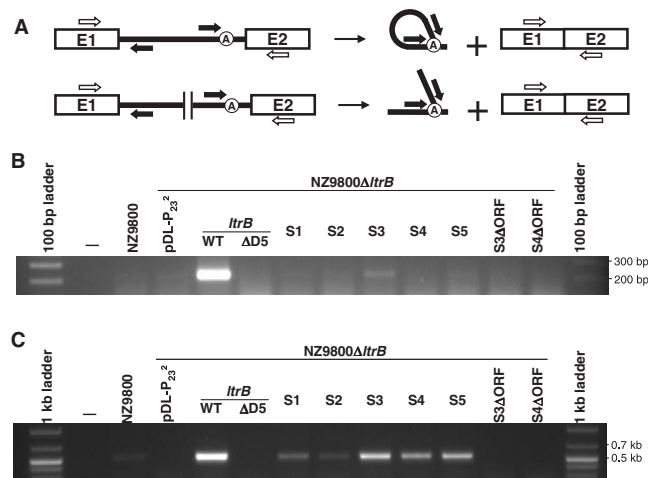 A
E1
A
E2
A
+
E1
E2
E1
A
E2
A
+
E1
E2
B
NZ9800ΔltrB
100 bp ladder
—
NZ9800
pDL-P₂₃²
ltrB
WT
ΔD5
S1
S2
S3
S4
S5
S3ΔORF
S4ΔORF
100 bp ladder
300 bp
200 bp
C
NZ9800ΔltrB
1 kb ladder
—
NZ9800
pDL-P₂₃²
ltrB
WT
ΔD5
S1
S2
S3
S4
S5
S3ΔORF
S4ΔORF
1 kb ladder
0.7 kb
0.5 kb